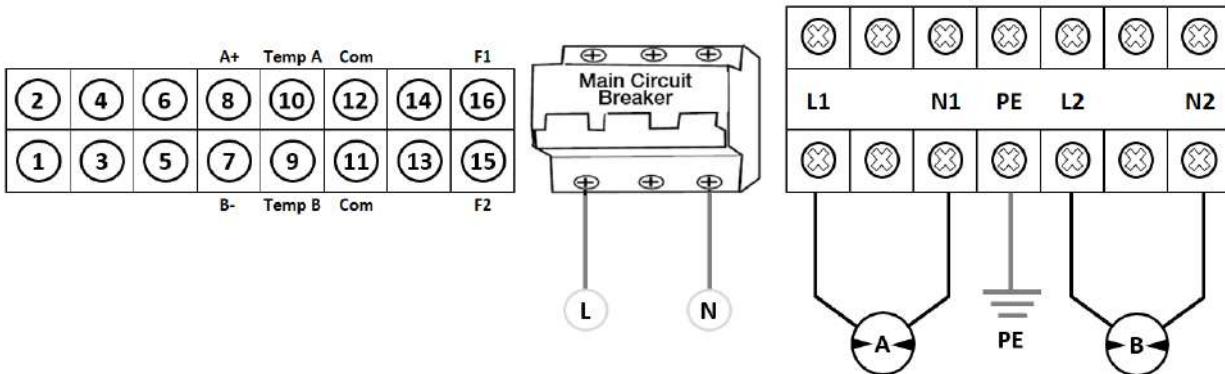 A+ Temp A Com F1
2 4 6 8 10 12 14 16
1 3 5 7 9 11 13 15
B- Temp B Com F2
Main Circuit
Breaker
L N
L1 N1 PE L2 N2
PE
A B